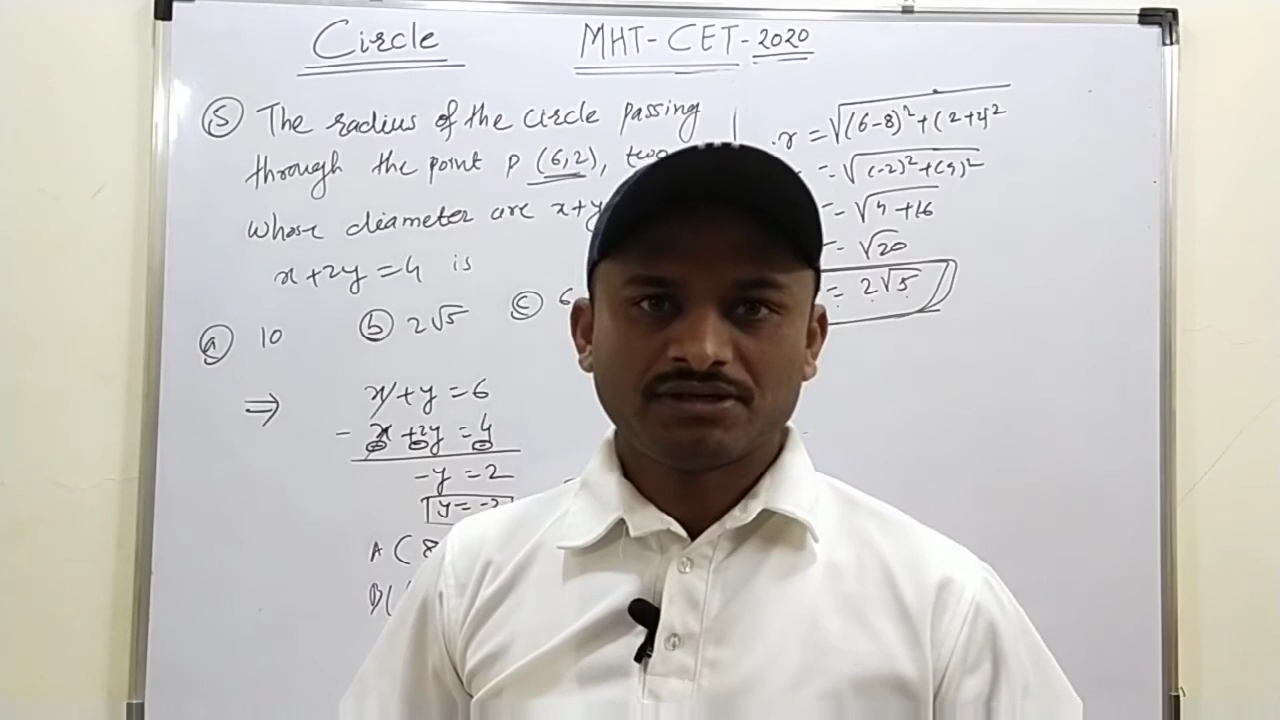 Circle MHT-CET-2020
(5) The radius of the circle passing
through the point P (6,2), two
whose diameter are x+y
x+2y=4 is
(a) 10 (b) 2√5 (c) 6
⇒ x+y=6
- x+2y=4
-y=2
y=-2
A(8
B(
r=√(6-8)²+(2+4)²
=√(-2)²+(4)²
=√4+16
=√20
=2√5